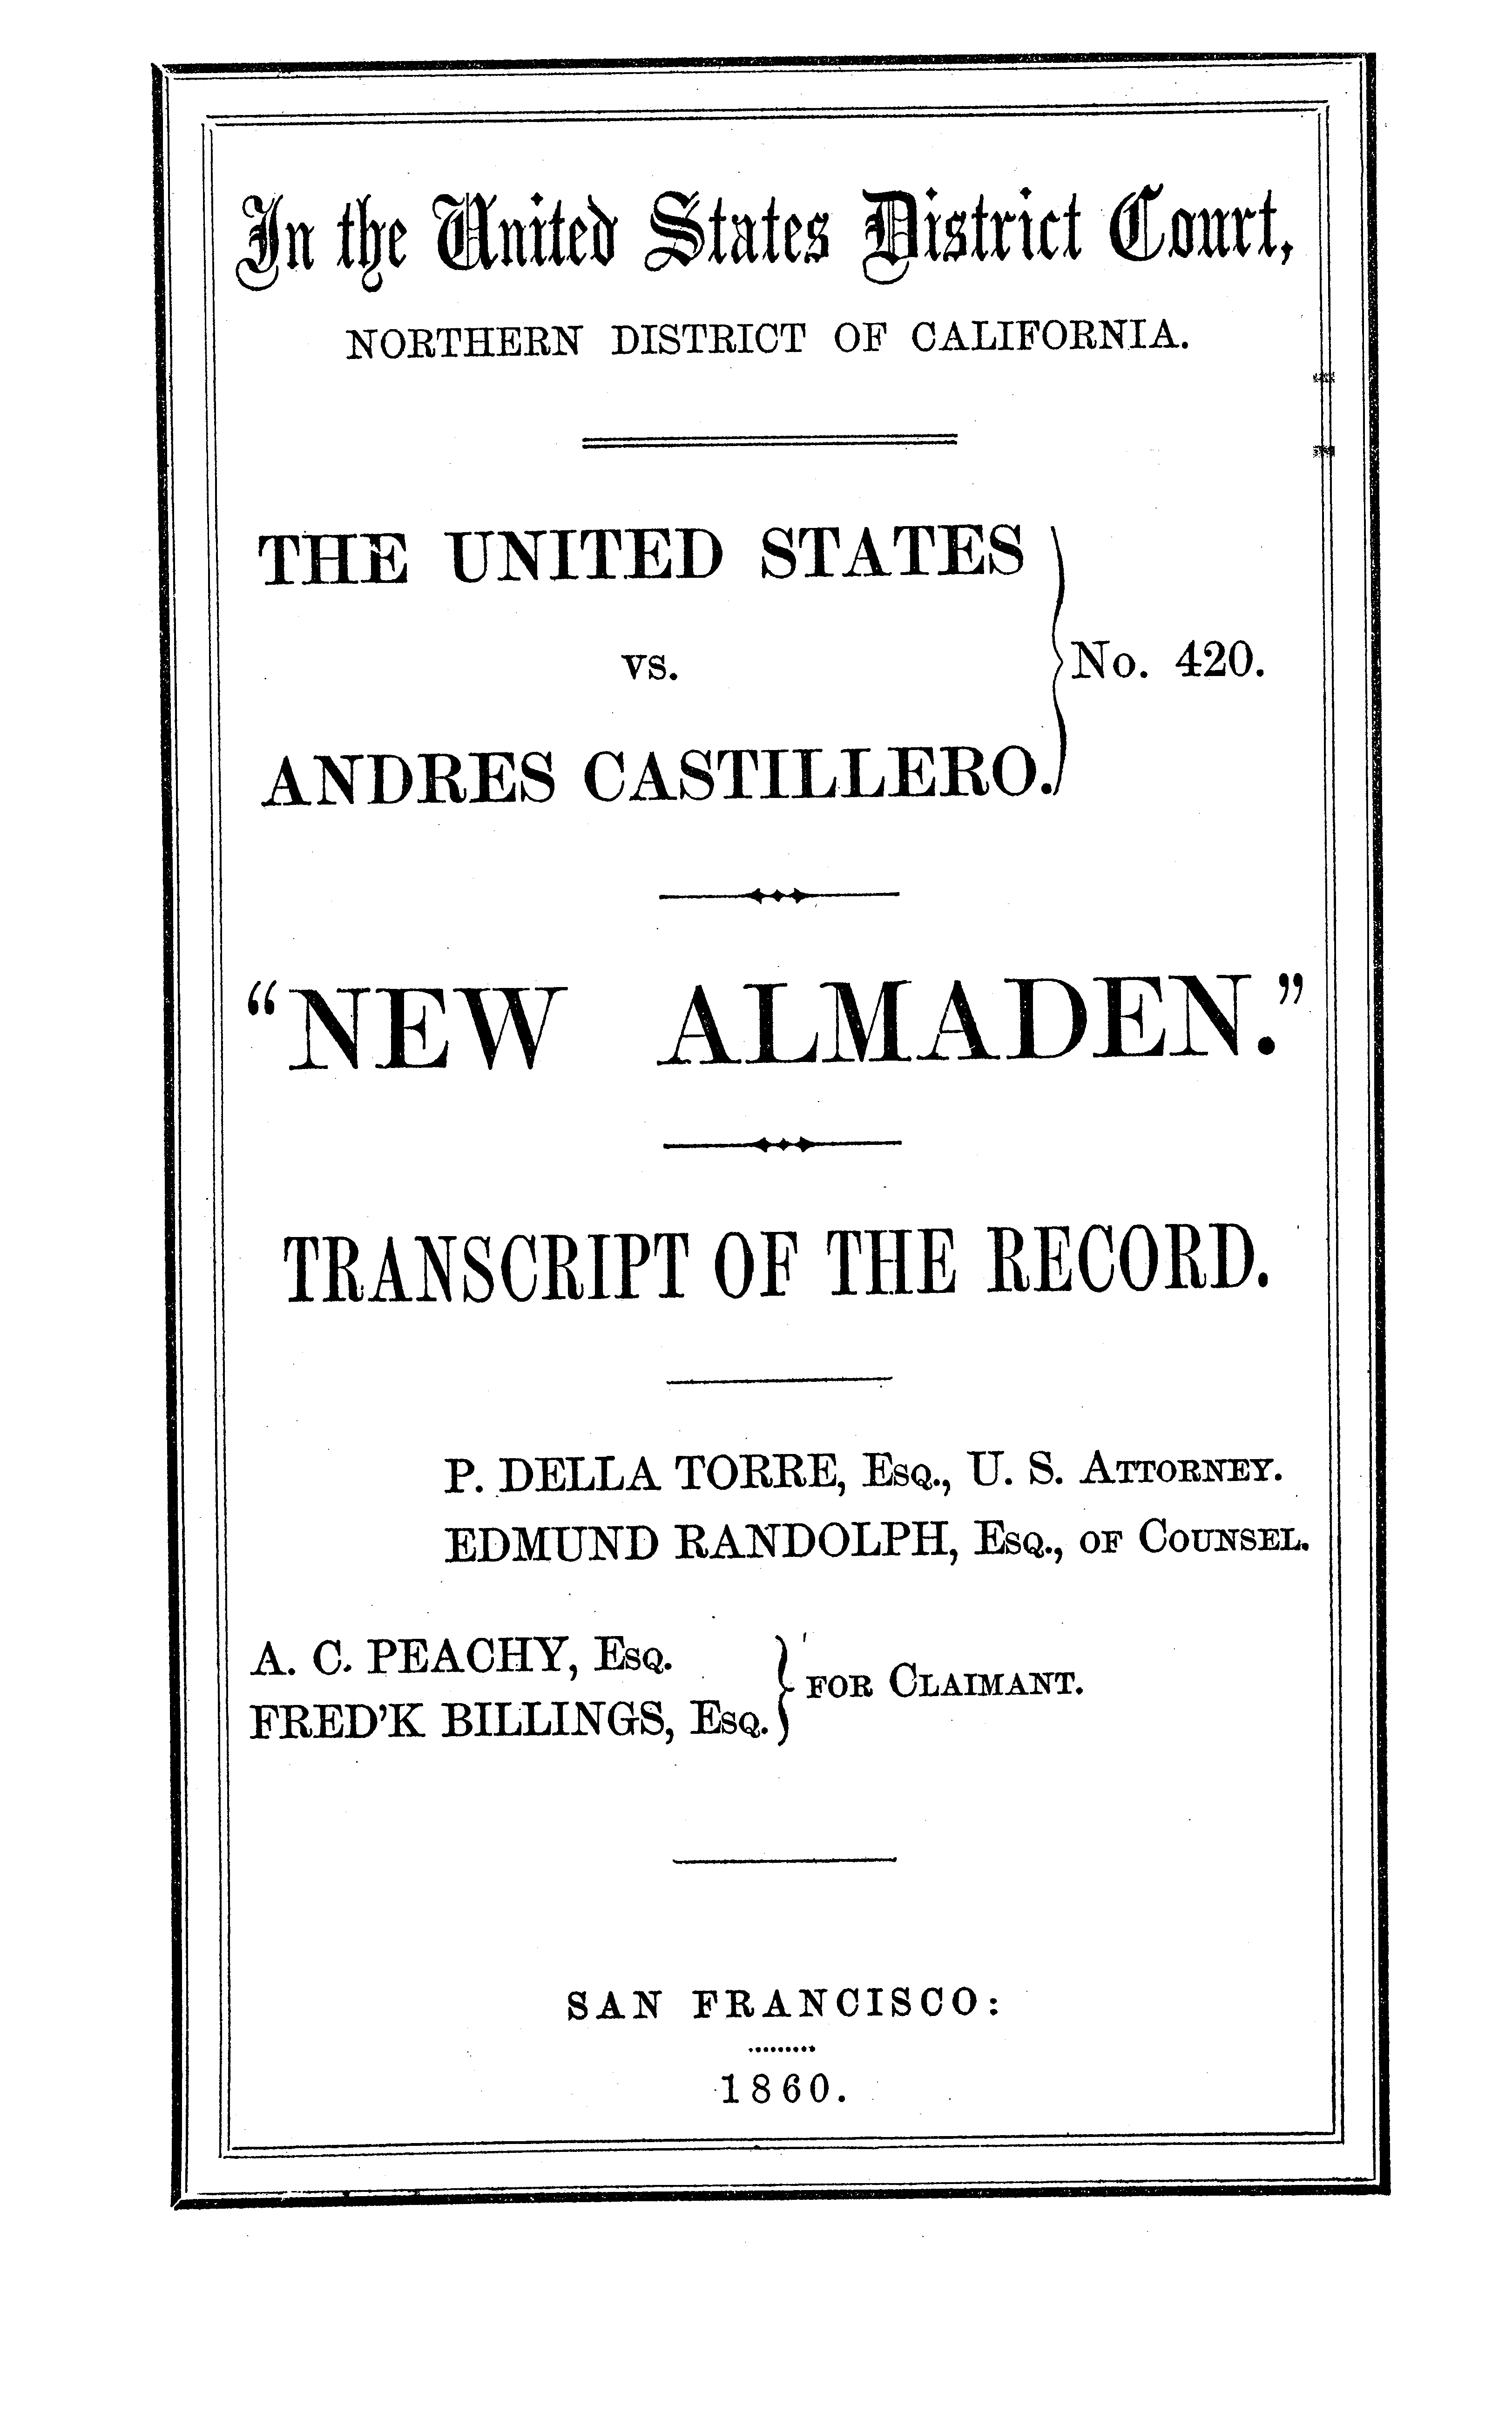 In the United States District Court,
NORTHERN DISTRICT OF CALIFORNIA.
THE UNITED STATES
vs.
No. 420.
ANDRES CASTILLERO.
“NEW ALMADEN.”
TRANSCRIPT OF THE RECORD.
P. DELLA TORRE, ESQ., U. S. ATTORNEY.
EDMUND RANDOLPH, ESQ., OF COUNSEL.
A. C. PEACHY, ESQ.
FRED'K BILLINGS, ESQ.
FOR CLAIMANT.
SAN FRANCISCO:
1860.